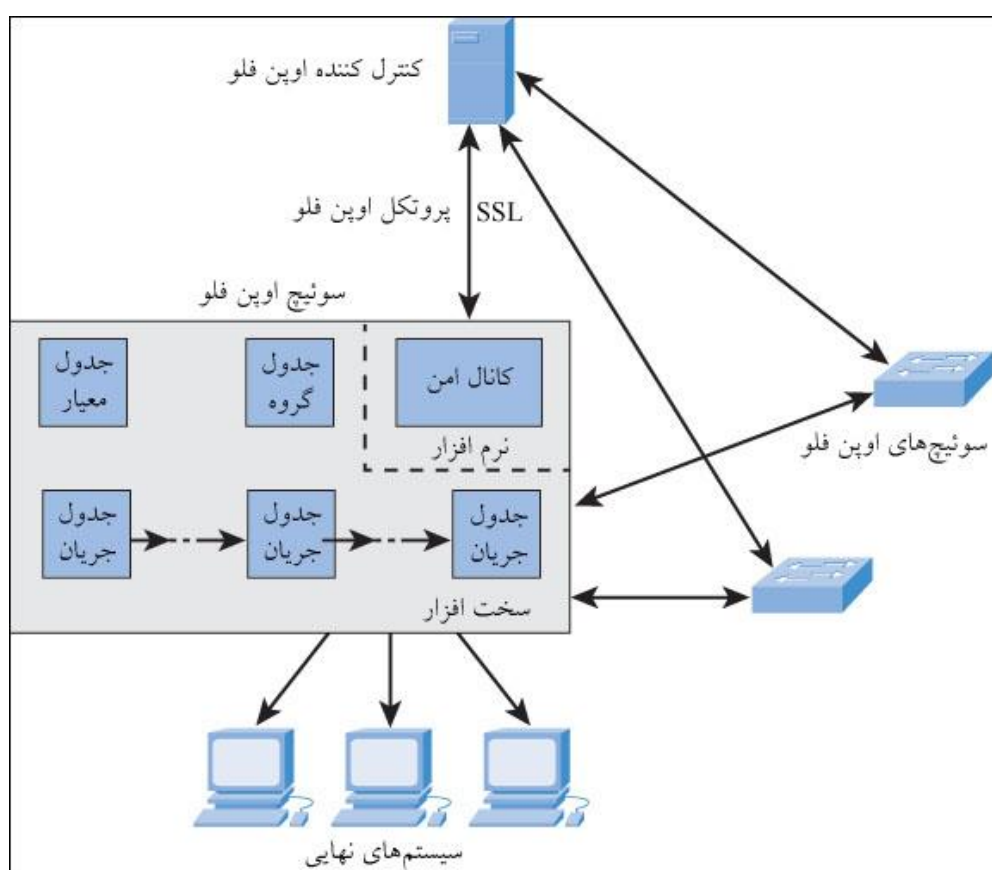 کنترل کننده اوپن فلو
پروتکل اوپن فلو
SSL
سوئیچ اوپن فلو
جدول
معیار
جدول
گروه
کانال امن
نرم افزار
سوئیچ‌های اوپن فلو
جدول
جریان
جدول
جریان
جدول
جریان
سخت افزار
سیستم‌های نهایی